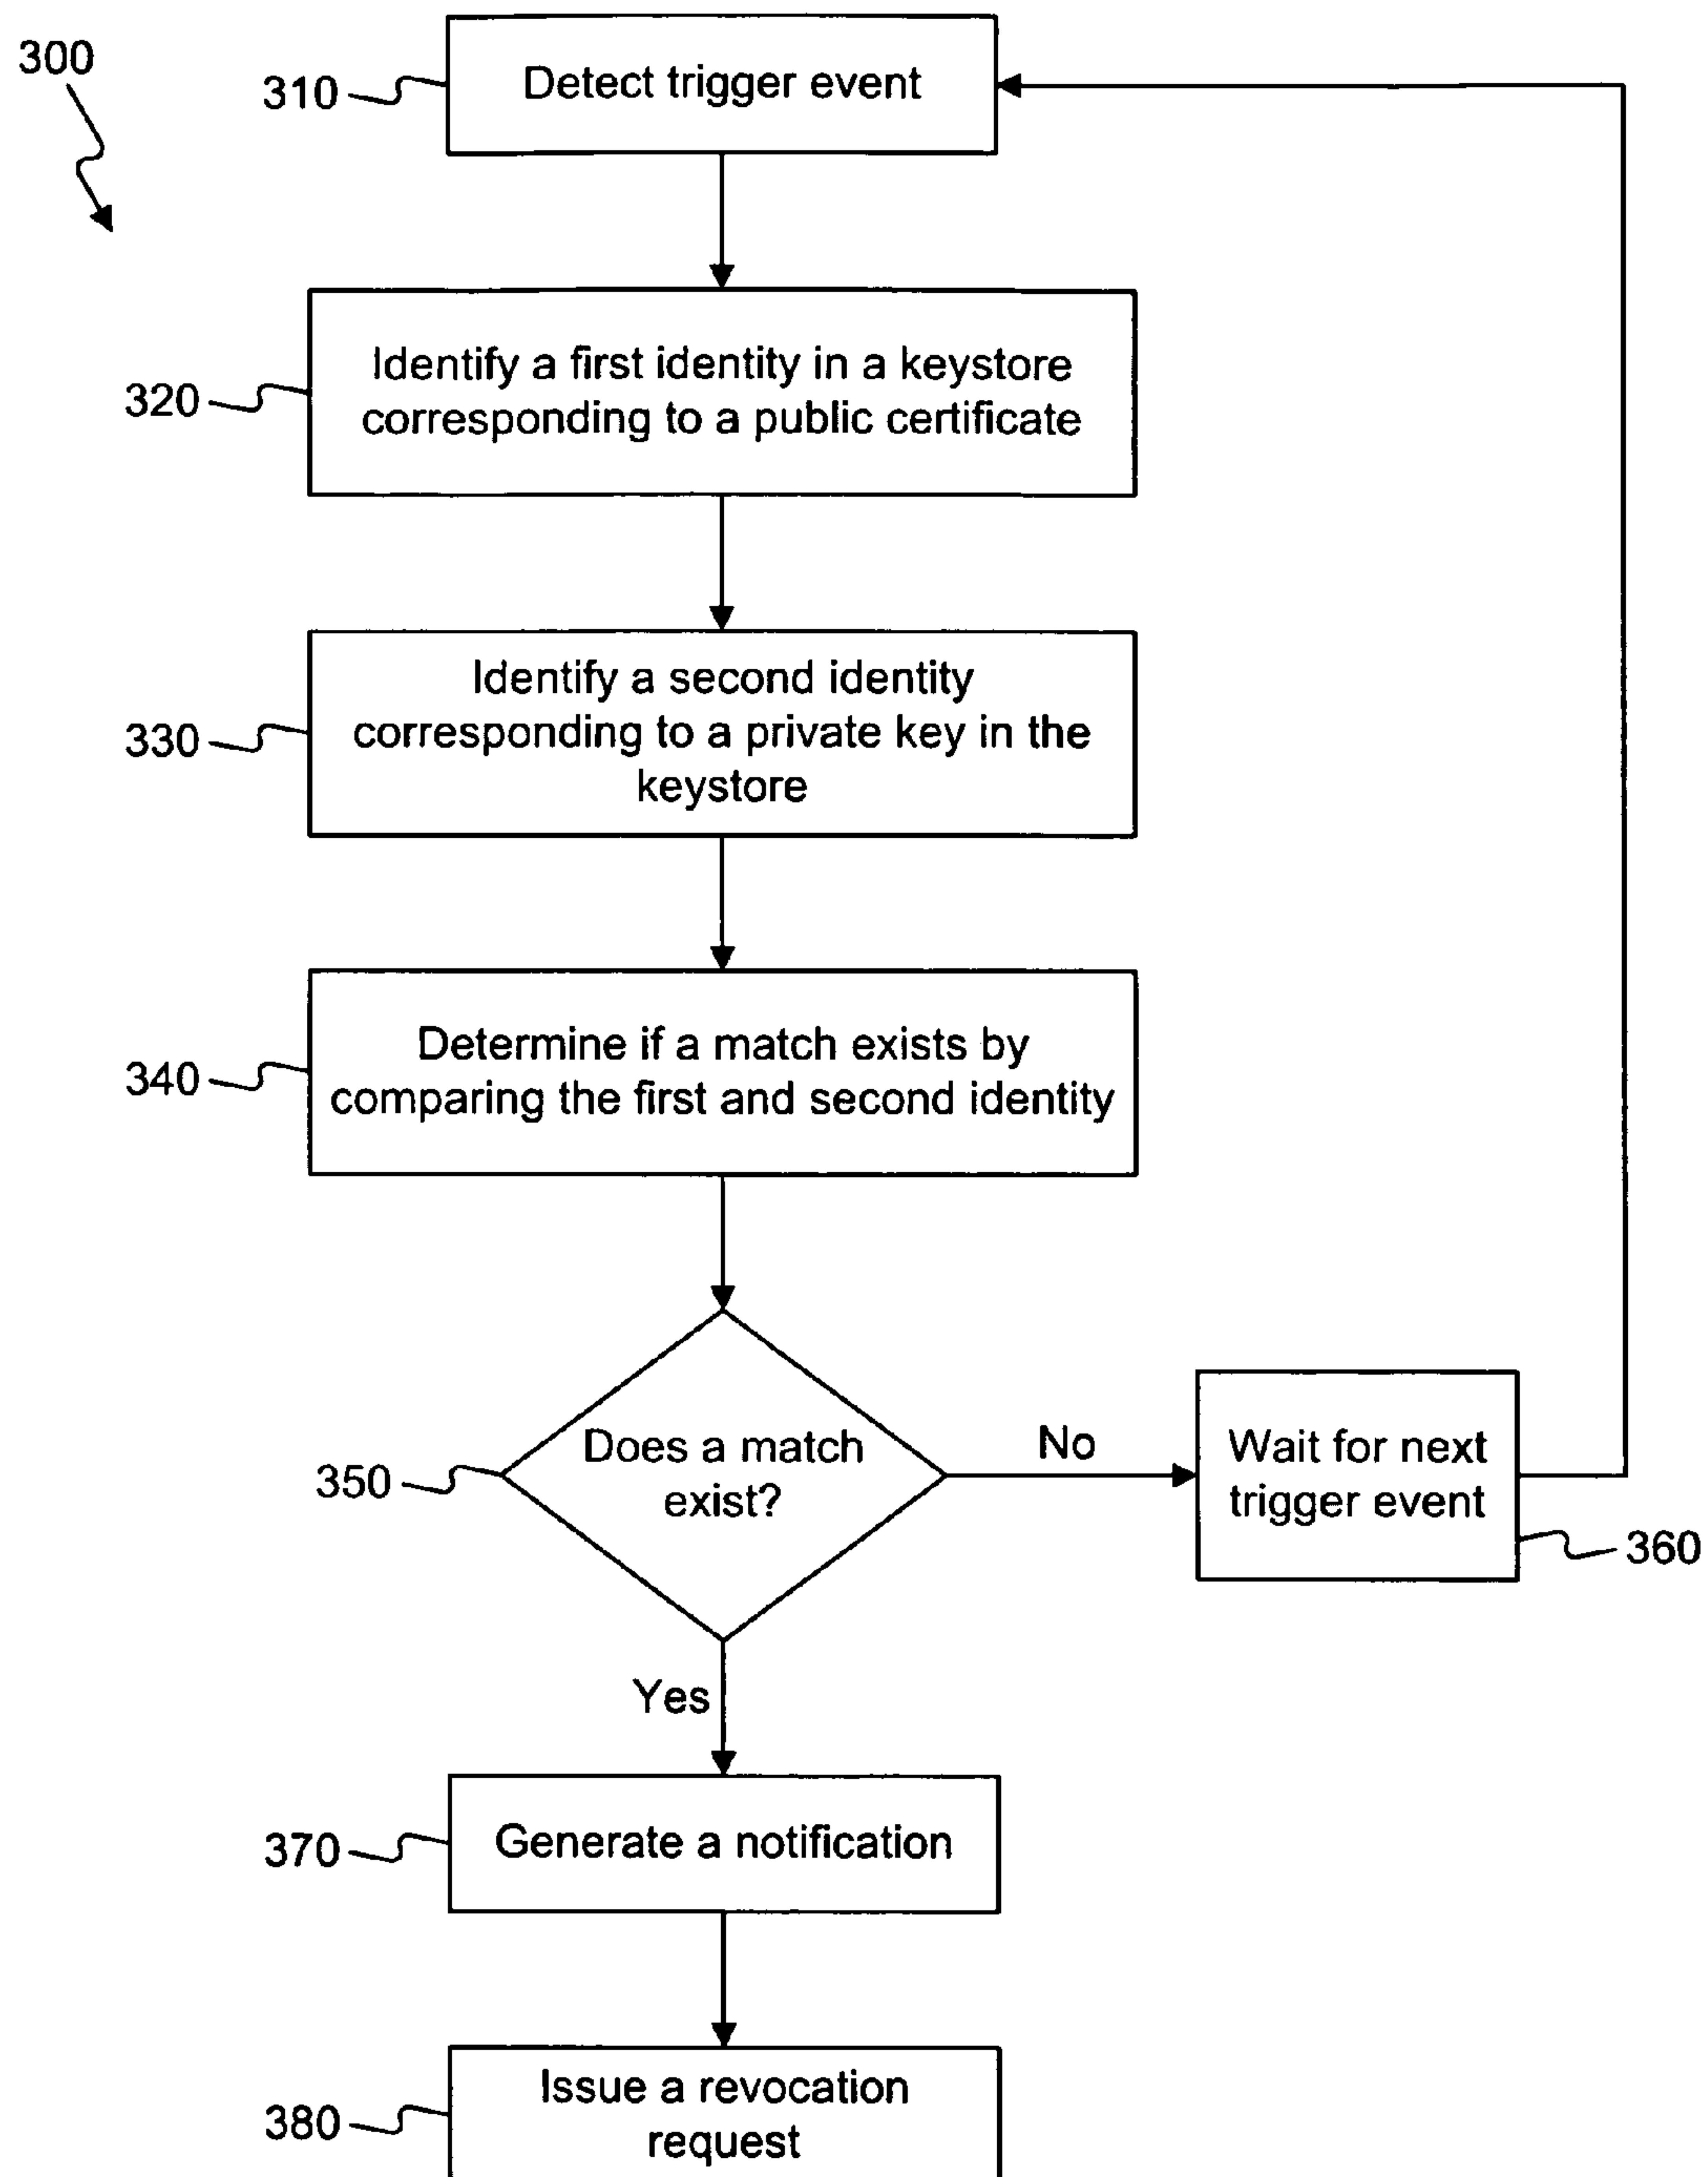 300
310
Detect trigger event
320
Identify a first identity in a keystore
corresponding to a public certificate
330
Identify a second identity
corresponding to a private key in the
keystore
340
Determine if a match exists by
comparing the first and second identity
350
Does a match
exist?
No
Wait for next
trigger event
360
Yes
370
Generate a notification
380
Issue a revocation
request